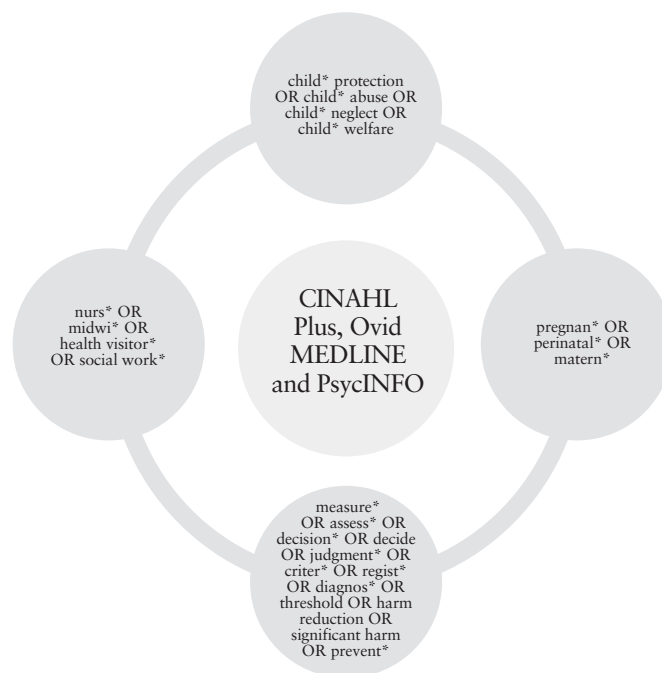 child* protection
OR child* abuse OR
child* neglect OR
child* welfare
nurs* OR
midwi* OR
health visitor*
OR social work*
CINAHL
Plus, Ovid
MEDLINE
and PsycINFO
pregnan* OR
perinatal* OR
matern*
measure*
OR assess* OR
decision* OR decide
OR judgment* OR
criter* OR regist*
OR diagnos* OR
threshold OR harm
reduction OR
significant harm
OR prevent*